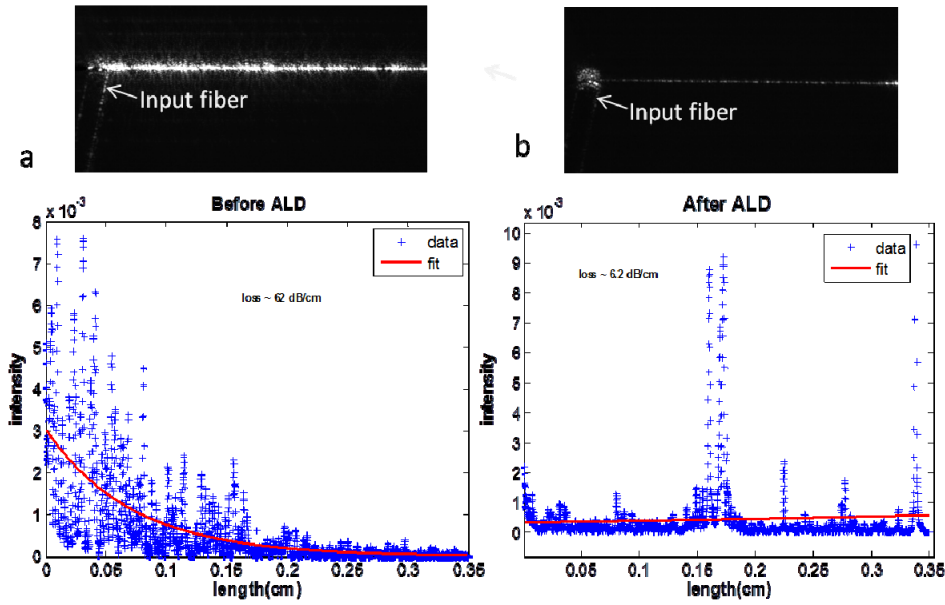 Input fiber
a
Input fiber
b
Before ALD
x 10⁻³
8
7
6
5
4
3
2
1
0
intensity
data
fit
loss ~ 62 dB/cm
0 0.05 0.1 0.15 0.2 0.25 0.3 0.35
length(cm)
After ALD
x 10⁻³
10
9
8
7
6
5
4
3
2
1
0
intensity
data
fit
loss ~ 6.2 dB/cm
0.05 0.1 0.15 0.2 0.25 0.3 0.35
length(cm)